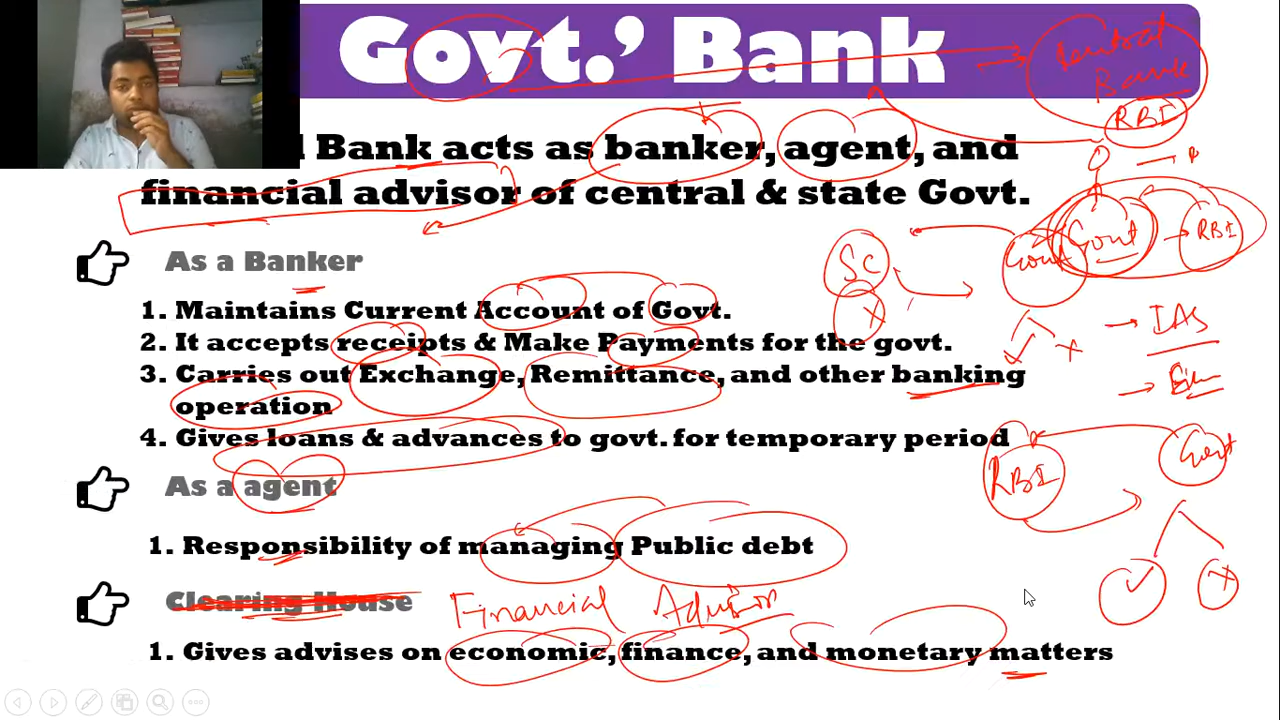 Govt.’ Bank
Central
Bank
RBI
l Bank acts as banker, agent, and
financial advisor of central & state Govt.
Govt
Govt
RBI
SC
X
As a Banker
1. Maintains Current Account of Govt.
IAS
2. It accepts receipts & Make Payments for the govt.
3. Carries out Exchange, Remittance, and other banking
operation
4. Gives loans & advances to govt. for temporary period
Govt
RBI
As a agent
1. Responsibility of managing Public debt
Clearing House
Financial Advisor
1. Gives advises on economic, finance, and monetary matters